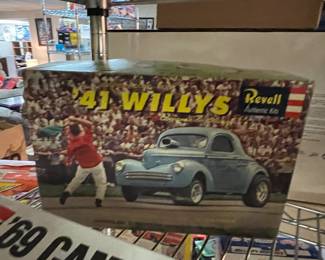 '41 WILLYS
Revell
Authentic Kits
'69 CAM